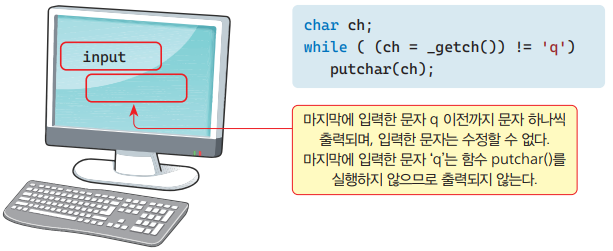 input
char ch;
while ( (ch = _getch()) != 'q')
putchar(ch);
마지막에 입력한 문자 q 이전까지 문자 하나씩
출력되며, 입력한 문자는 수정할 수 없다.
마지막에 입력한 문자 ‘q’는 함수 putchar()를
실행하지 않으므로 출력되지 않는다.